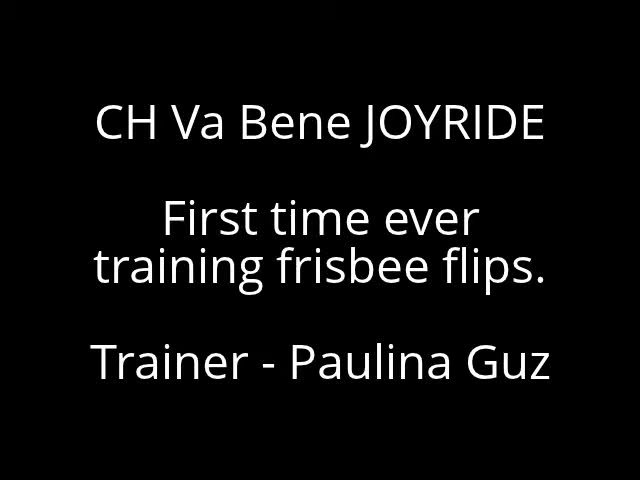 CH Va Bene JOYRIDE
First time ever
training frisbee flips.
Trainer - Paulina Guz